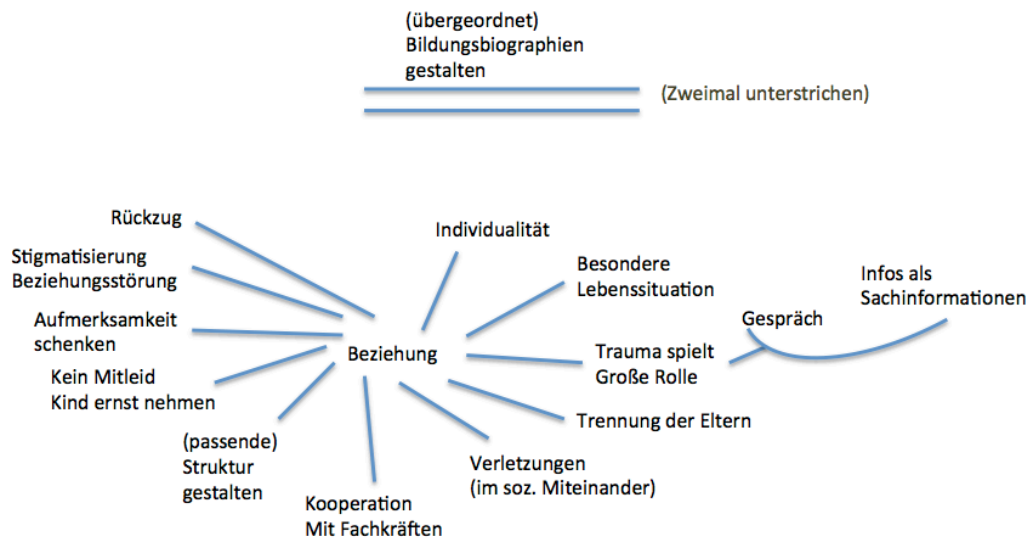 (übergeordnet)
Bildungsbiographien
gestalten
(Zweimal unterstrichen)
Rückzug
Individualität
Stigmatisierung
Beziehungsstörung
Besondere
Lebenssituation
Infos als
Sachinformationen
Aufmerksamkeit
schenken
Gespräch
Beziehung
Trauma spielt
Große Rolle
Kein Mitleid
Kind ernst nehmen
Trennung der Eltern
(passende)
Struktur
gestalten
Verletzungen
(im soz. Miteinander)
Kooperation
Mit Fachkräften